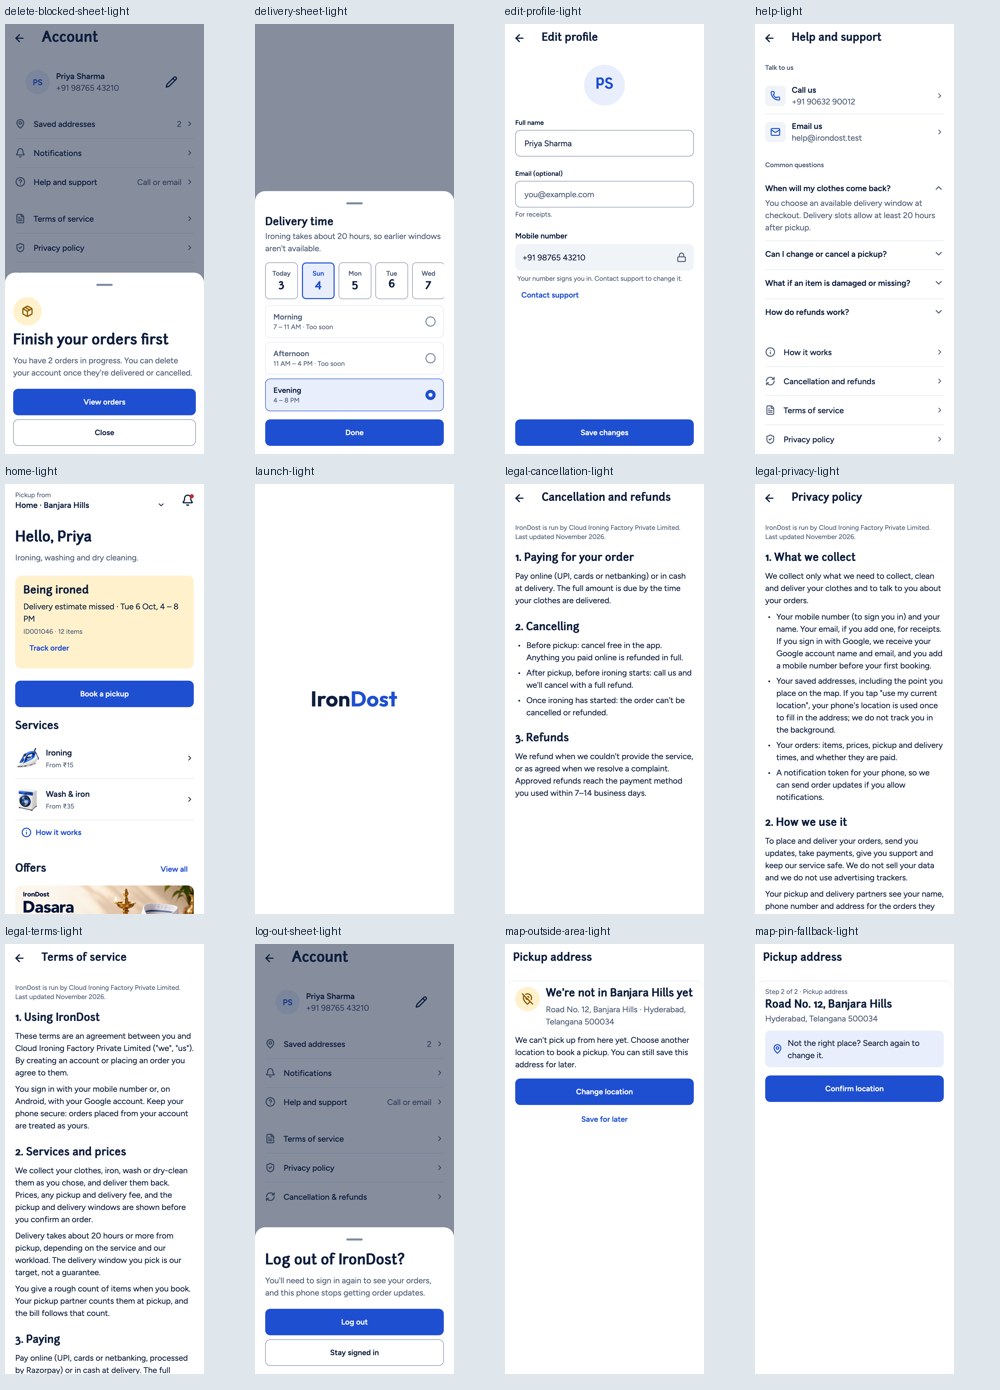 delete-blocked-sheet-light
Account
PS
Priya Sharma
+91 98765 43210
Saved addresses 2
Notifications
Help and support Call or email
Terms of service
Privacy policy
Finish your orders first
You have 2 orders in progress. You can delete
your account once they're delivered or cancelled.
View orders
Close
delivery-sheet-light
Delivery time
Ironing takes about 20 hours, so earlier windows
aren't available.
Today Sun Mon Tue Wed
3 4 5 6 7
Morning
7 – 11 AM · Too soon
Afternoon
11 AM – 4 PM · Too soon
Evening
4 – 8 PM
Done
edit-profile-light
Edit profile
PS
Full name
Priya Sharma
Email (optional)
you@example.com
For receipts.
Mobile number
+91 98765 43210
Your number signs you in. Contact support to change it.
Contact support
Save changes
help-light
Help and support
Talk to us
Call us
+91 90632 90012
Email us
help@irondost.test
Common questions
When will my clothes come back?
You choose an available delivery window at
checkout. Delivery slots allow at least 20 hours
after pickup.
Can I change or cancel a pickup?
What if an item is damaged or missing?
How do refunds work?
How it works
Cancellation and refunds
Terms of service
Privacy policy
home-light
Pickup from
Home · Banjara Hills
Hello, Priya
Ironing, washing and dry cleaning.
Being ironed
Delivery estimate missed · Tue 6 Oct, 4 – 8
PM
ID001046 · 12 items
Track order
Book a pickup
Services
Ironing
From ₹15
Wash & iron
From ₹35
How it works
Offers View all
IronDost
Dasara
launch-light
IronDost
legal-cancellation-light
Cancellation and refunds
IronDost is run by Cloud Ironing Factory Private Limited.
Last updated November 2026.
1. Paying for your order
Pay online (UPI, cards or netbanking) or in cash
at delivery. The full amount is due by the time
your clothes are delivered.
2. Cancelling
• Before pickup: cancel free in the app.
Anything you paid online is refunded in full.
• After pickup, before ironing starts: call us and
we'll cancel with a full refund.
• Once ironing has started: the order can't be
cancelled or refunded.
3. Refunds
We refund when we couldn't provide the service,
or as agreed when we resolve a complaint.
Approved refunds reach the payment method
you used within 7–14 business days.
legal-privacy-light
Privacy policy
IronDost is run by Cloud Ironing Factory Private Limited.
Last updated November 2026.
1. What we collect
We collect only what we need to collect, clean
and deliver your clothes and to talk to you about
your orders.
• Your mobile number (to sign you in) and your
name. Your email, if you add one, for receipts.
If you sign in with Google, we receive your
Google account name and email, and you add
a mobile number before your first booking.
• Your saved addresses, including the point you
place on the map. If you tap "use my current
location", your phone's location is used once
to fill in the address; we do not track you in
the background.
• Your orders: items, prices, pickup and delivery
times, and whether they are paid.
• A notification token for your phone, so we
can send order updates if you allow
notifications.
2. How we use it
To place and deliver your orders, send you
updates, take payments, give you support and
keep our service safe. We do not sell your data
and we do not use advertising trackers.
Your pickup and delivery partners see your name,
phone number and address for the orders they
legal-terms-light
Terms of service
IronDost is run by Cloud Ironing Factory Private Limited.
Last updated November 2026.
1. Using IronDost
These terms are an agreement between you and
Cloud Ironing Factory Private Limited ("we", "us").
By creating an account or placing an order you
agree to them.
You sign in with your mobile number or, on
Android, with your Google account. Keep your
phone secure: orders placed from your account
are treated as yours.
2. Services and prices
We collect your clothes, iron, wash or dry-clean
them as you chose, and deliver them back.
Prices, any pickup and delivery fee, and the
pickup and delivery windows are shown before
you confirm an order.
Delivery takes about 20 hours or more from
pickup, depending on the service and our
workload. The delivery window you pick is our
target, not a guarantee.
You give a rough count of items when you book.
Your pickup partner counts them at pickup, and
the bill follows that count.
3. Paying
Pay online (UPI, cards or netbanking, processed
by Razorpay) or in cash at delivery. The full
log-out-sheet-light
Account
PS
Priya Sharma
+91 98765 43210
Saved addresses 2
Notifications
Help and support Call or email
Terms of service
Privacy policy
Cancellation & refunds
Log out of IronDost?
You'll need to sign in again to see your orders,
and this phone stops getting order updates.
Log out
Stay signed in
map-outside-area-light
Pickup address
We're not in Banjara Hills yet
Road No. 12, Banjara Hills · Hyderabad,
Telangana 500034
We can't pick up from here yet. Choose another
location to book a pickup. You can still save this
address for later.
Change location
Save for later
map-pin-fallback-light
Pickup address
Step 2 of 2 · Pickup address
Road No. 12, Banjara Hills
Hyderabad, Telangana 500034
Not the right place? Search again to
change it.
Confirm location